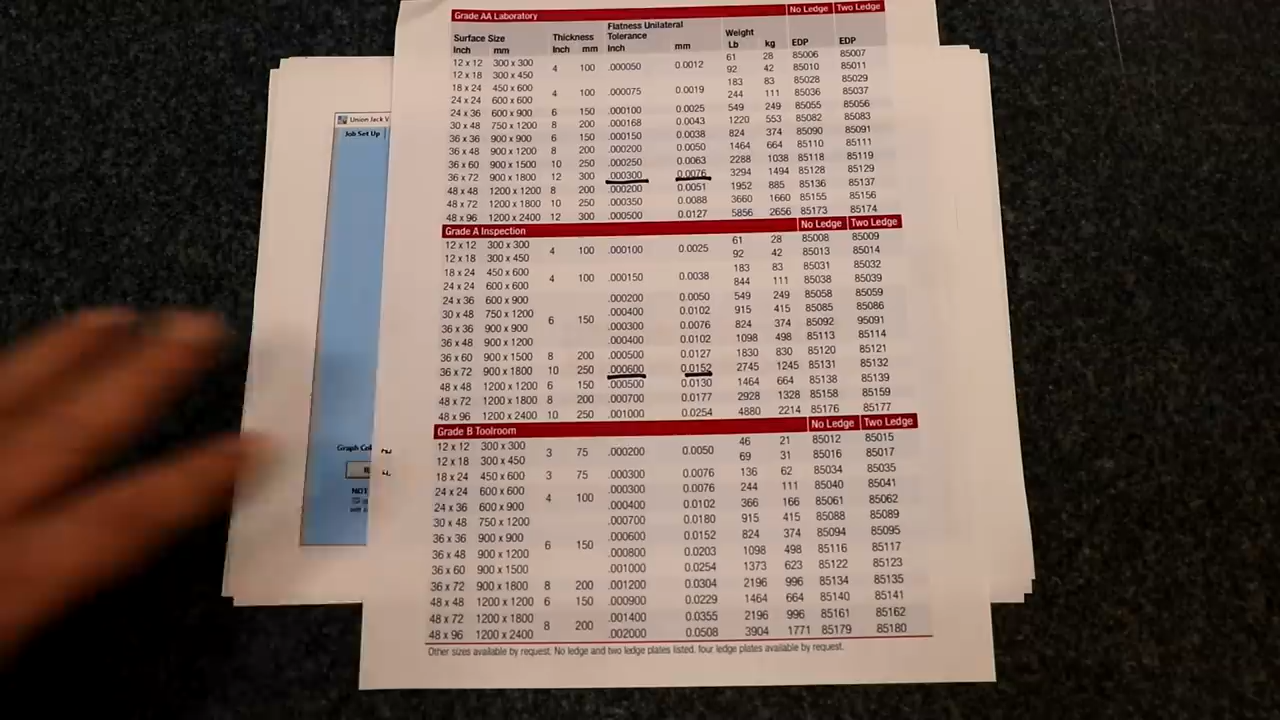 Union Jack V
Job Set Up
Graph Col
NOT
Grade AA Laboratory No Ledge Two Ledge
Flatness Unilateral
Surface Size Thickness Tolerance Weight
Inch mm Inch mm Inch mm Lb kg EDP EDP
12 x 12 300 x 300 4 100 .000050 0.0012 61 28 85006 85007
12 x 18 300 x 450 92 42 85010 85011
18 x 24 450 x 600 4 100 .000075 0.0019 183 83 85028 85029
24 x 24 600 x 600 244 111 85036 85037
24 x 36 600 x 900 6 150 .000100 0.0025 549 249 85055 85056
30 x 48 750 x 1200 8 200 .000168 0.0043 1220 553 85082 85083
36 x 36 900 x 900 6 150 .000150 0.0038 824 374 85090 85091
36 x 48 900 x 1200 8 200 .000200 0.0050 1464 664 85110 85111
36 x 60 900 x 1500 10 250 .000250 0.0063 2288 1038 85118 85119
36 x 72 900 x 1800 12 300 .000300 0.0076 3294 1494 85128 85129
48 x 48 1200 x 1200 8 200 .000200 0.0051 1952 885 85136 85137
48 x 72 1200 x 1800 10 250 .000350 0.0088 3660 1660 85155 85156
48 x 96 1200 x 2400 12 300 .000500 0.0127 5856 2656 85173 85174
Grade A Inspection No Ledge Two Ledge
12 x 12 300 x 300 4 100 .000100 0.0025 61 28 85008 85009
12 x 18 300 x 450 92 42 85013 85014
18 x 24 450 x 600 4 100 .000150 0.0038 183 83 85031 85032
24 x 24 600 x 600 844 111 85038 85039
24 x 36 600 x 900 .000200 0.0050 549 249 85058 85059
30 x 48 750 x 1200 6 150 .000400 0.0102 915 415 85085 85086
36 x 36 900 x 900 .000300 0.0076 824 374 85092 95091
36 x 48 900 x 1200 .000400 0.0102 1098 498 85113 85114
36 x 60 900 x 1500 8 200 .000500 0.0127 1830 830 85120 85121
36 x 72 900 x 1800 10 250 .000600 0.0152 2745 1245 85131 85132
48 x 48 1200 x 1200 6 150 .000500 0.0130 1464 664 85138 85139
48 x 72 1200 x 1800 8 200 .000700 0.0177 2928 1328 85158 85159
48 x 96 1200 x 2400 10 250 .001000 0.0254 4880 2214 85176 85177
Grade B Toolroom No Ledge Two Ledge
12 x 12 300 x 300 3 75 .000200 0.0050 46 21 85012 85015
12 x 18 300 x 450 69 31 85016 85017
18 x 24 450 x 600 3 75 .000300 0.0076 136 62 85034 85035
24 x 24 600 x 600 4 100 .000300 0.0076 244 111 85040 85041
24 x 36 600 x 900 .000400 0.0102 366 166 85061 85062
30 x 48 750 x 1200 .000700 0.0180 915 415 85088 85089
36 x 36 900 x 900 6 150 .000600 0.0152 824 374 85094 85095
36 x 48 900 x 1200 .000800 0.0203 1098 498 85116 85117
36 x 60 900 x 1500 .001000 0.0254 1373 623 85122 85123
36 x 72 900 x 1800 8 200 .001200 0.0304 2196 996 85134 85135
48 x 48 1200 x 1200 6 150 .000900 0.0229 1464 664 85140 85141
48 x 72 1200 x 1800 8 200 .001400 0.0355 2196 996 85161 85162
48 x 96 1200 x 2400 .002000 0.0508 3904 1771 85179 85180
Other sizes available by request. No ledge and two ledge plates listed, four ledge plates available by request.